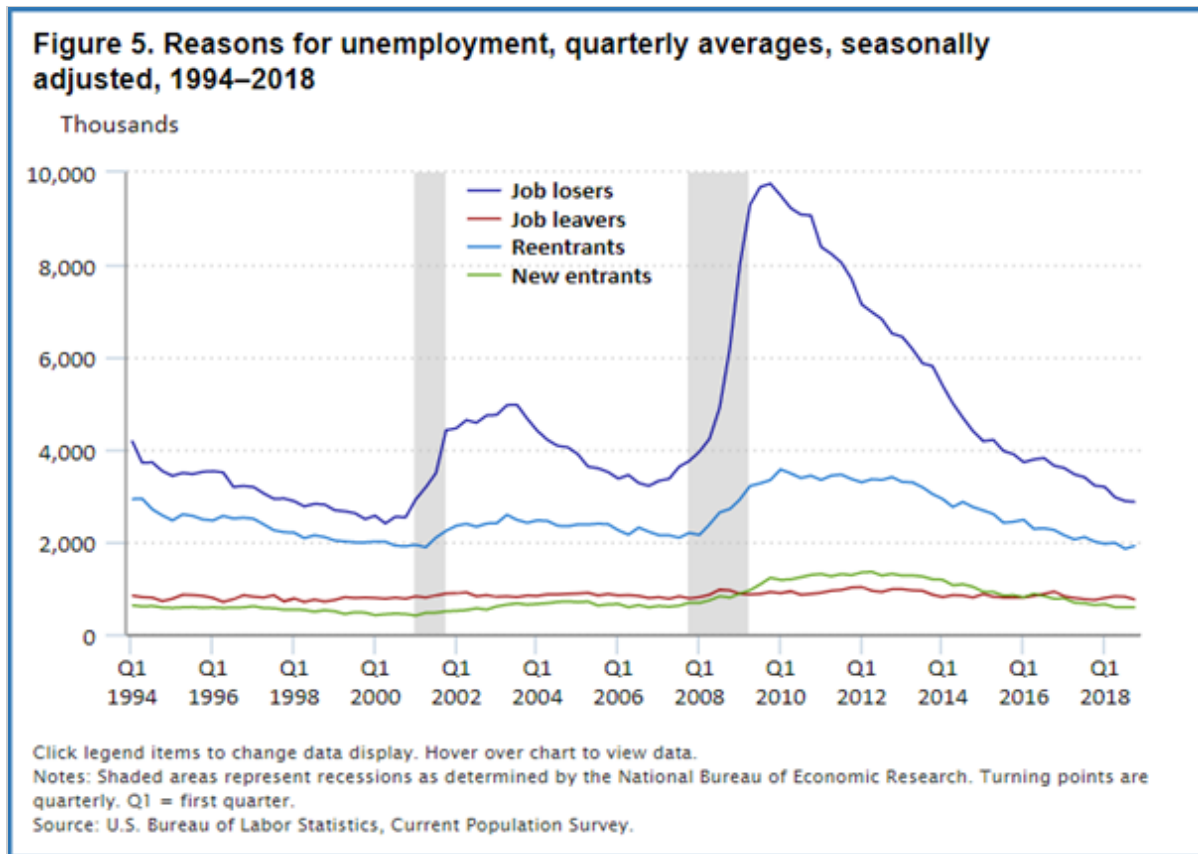 Figure 5. Reasons for unemployment, quarterly averages, seasonally
adjusted, 1994–2018
Thousands
10,000
8,000
6,000
4,000
2,000
0
Job losers
Job leavers
Reentrants
New entrants
Q1 Q1 Q1 Q1 Q1 Q1 Q1 Q1 Q1 Q1 Q1 Q1 Q1
1994 1996 1998 2000 2002 2004 2006 2008 2010 2012 2014 2016 2018
Click legend items to change data display. Hover over chart to view data.
Notes: Shaded areas represent recessions as determined by the National Bureau of Economic Research. Turning points are
quarterly. Q1 = first quarter.
Source: U.S. Bureau of Labor Statistics, Current Population Survey.